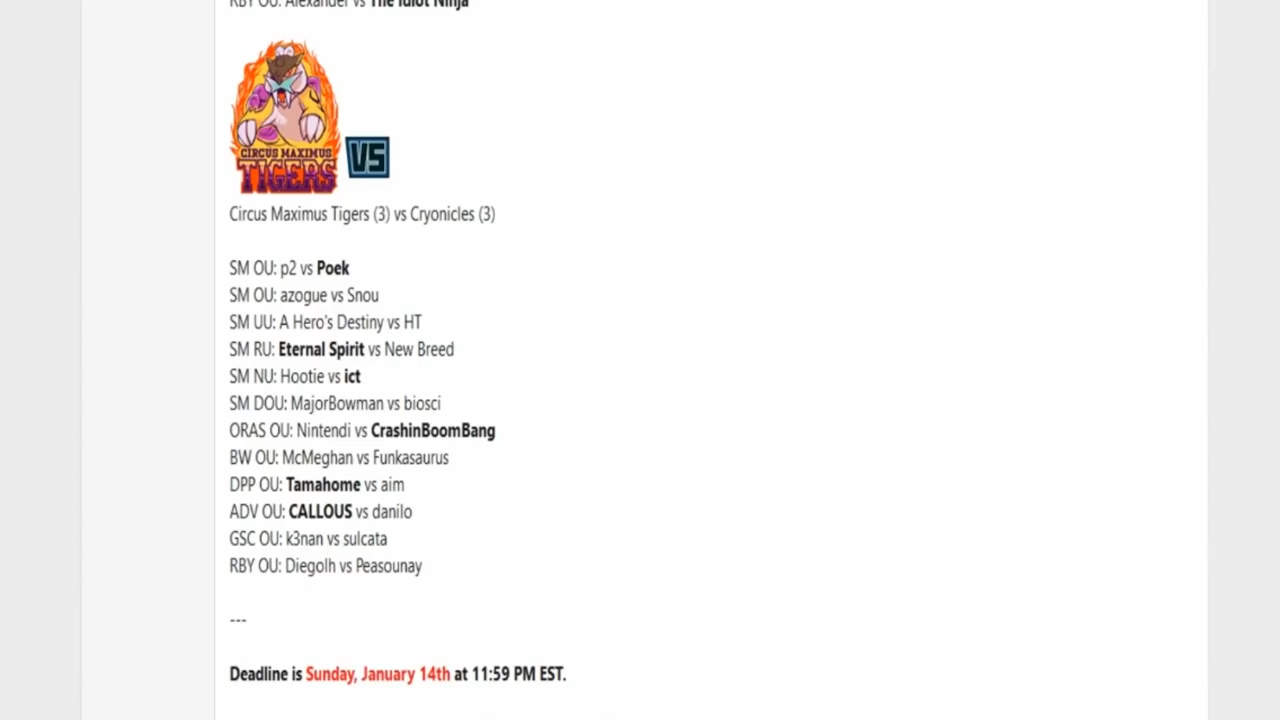 RBY OU: Alexander vs The Idiot Ninja
CIRCUS MAXIMUS
TIGERS
VS
Circus Maximus Tigers (3) vs Cryonicles (3)
SM OU: p2 vs Poek
SM OU: azogue vs Snou
SM UU: A Hero's Destiny vs HT
SM RU: Eternal Spirit vs New Breed
SM NU: Hootie vs ict
SM DOU: MajorBowman vs biosci
ORAS OU: Nintendi vs CrashinBoomBang
BW OU: McMeghan vs Funkasaurus
DPP OU: Tamahome vs aim
ADV OU: CALLOUS vs danilo
GSC OU: k3nan vs sulcata
RBY OU: Diegolh vs Peasounay
---
Deadline is Sunday, January 14th at 11:59 PM EST.